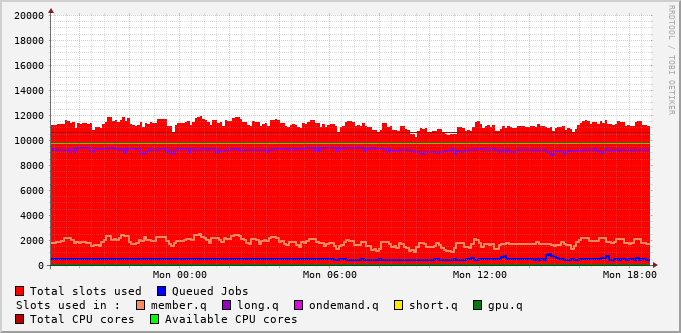 RRDTOOL / TOBI OETIKER
20000
18000
16000
14000
12000
10000
8000
6000
4000
2000
0
Mon 00:00 Mon 06:00 Mon 12:00 Mon 18:00
Total slots used Queued Jobs
Slots used in : member.q long.q ondemand.q short.q gpu.q
Total CPU cores Available CPU cores